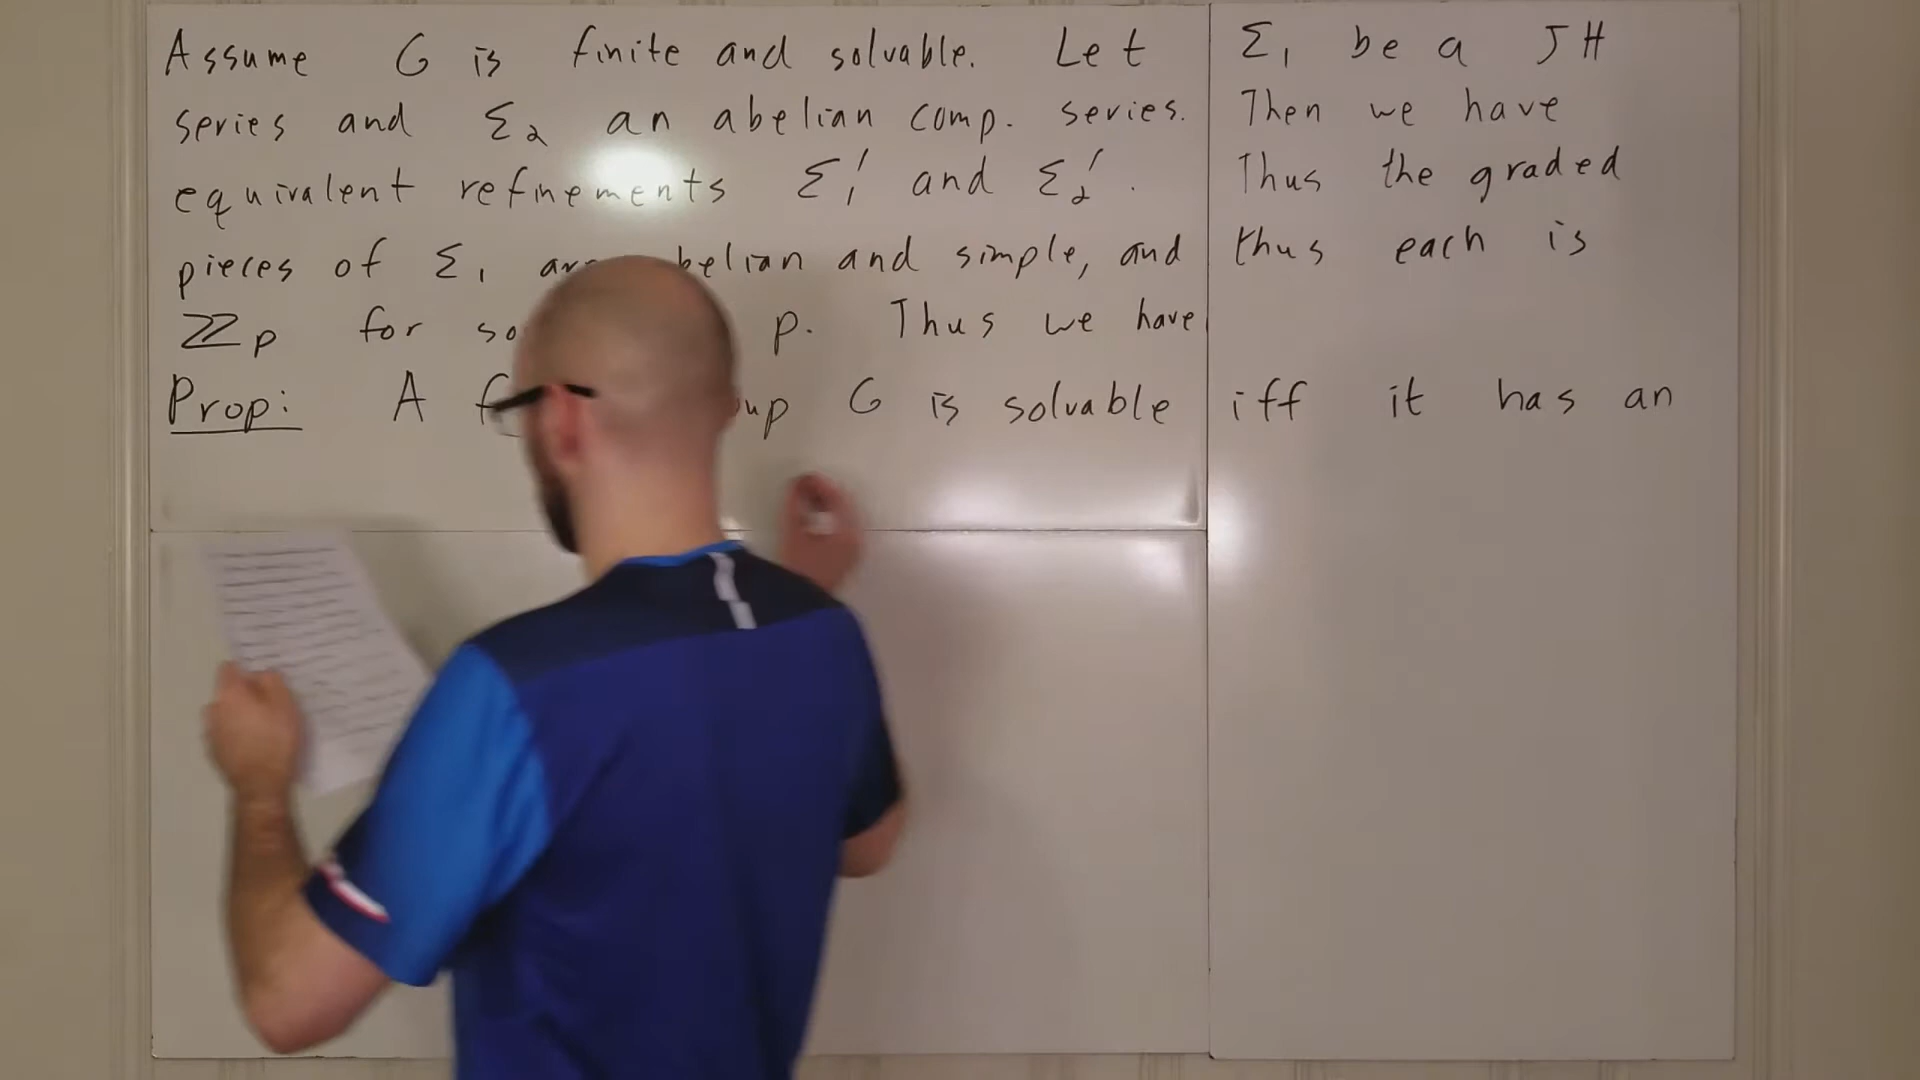 Assume G is finite and solvable. Let Σ₁ be a JH
series and Σ₂ an abelian comp. series. Then we have
equivalent refinements Σ₁′ and Σ₂′. Thus the graded
pieces of Σ₁ and simple, and thus each is
ℤp for p. Thus we have
Prop: A G is solvable iff it has an